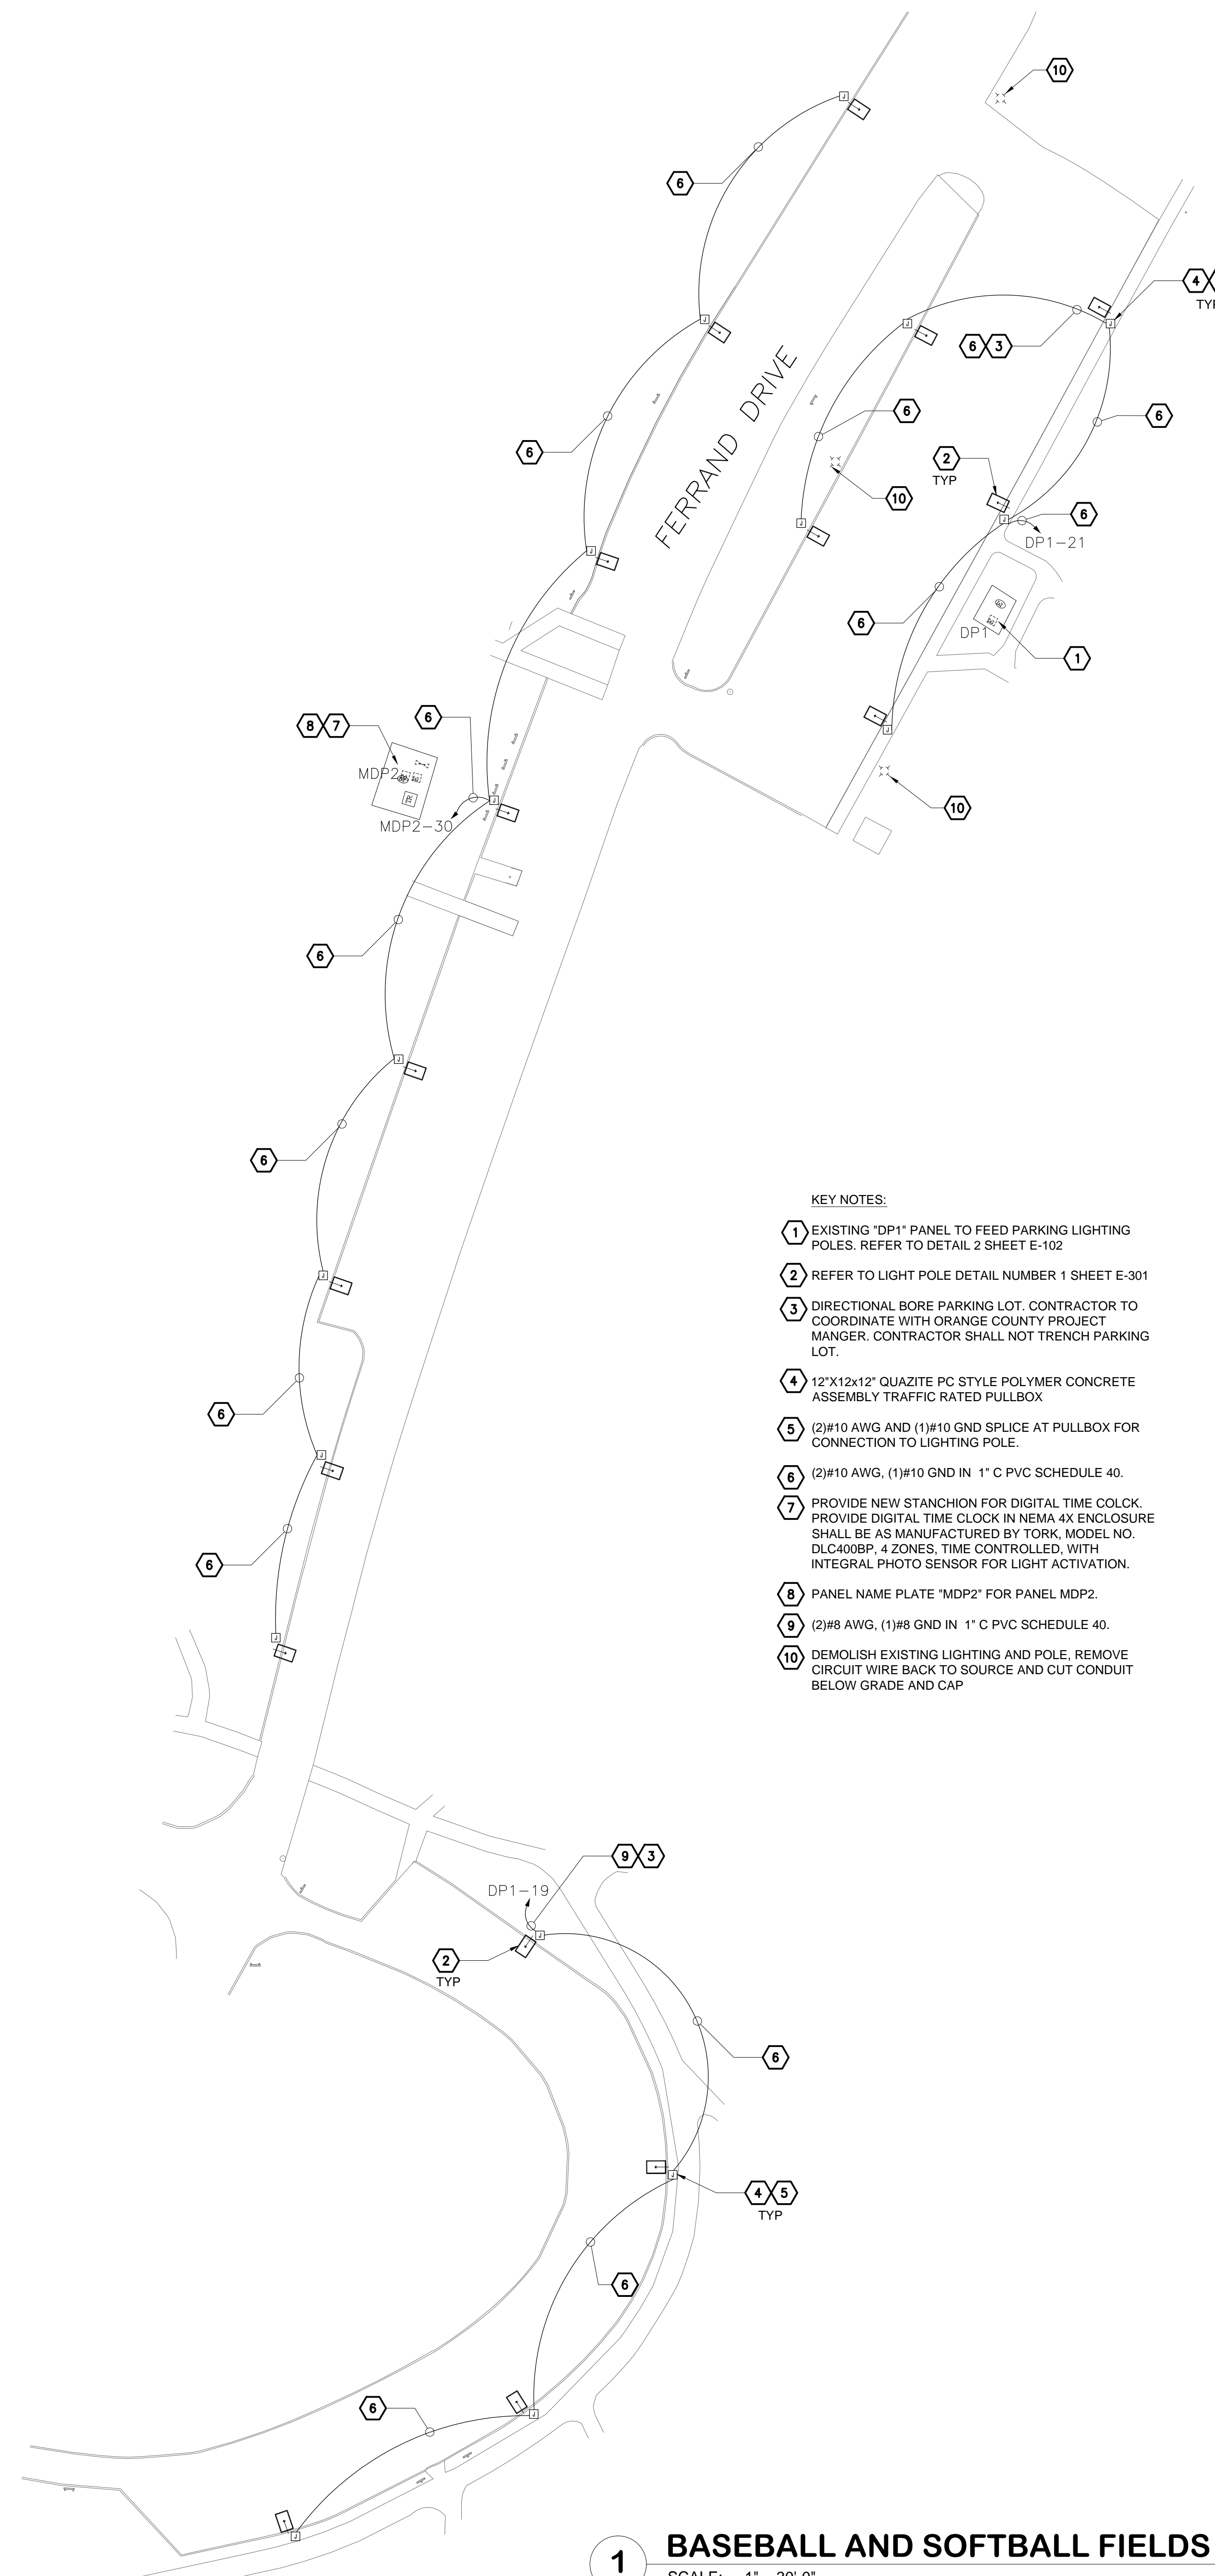 10
6
4
TYP
6 3
6
6
FERRAND DRIVE
6
2
TYP
10
6
DP1-21
6
DP1
1
8 7
6
MDP2
MDP2-30
10
6
6
6
6
KEY NOTES:
1 EXISTING "DP1" PANEL TO FEED PARKING LIGHTING
POLES. REFER TO DETAIL 2 SHEET E-102
2 REFER TO LIGHT POLE DETAIL NUMBER 1 SHEET E-301
3 DIRECTIONAL BORE PARKING LOT. CONTRACTOR TO
COORDINATE WITH ORANGE COUNTY PROJECT
MANGER. CONTRACTOR SHALL NOT TRENCH PARKING
LOT.
4 12"X12x12" QUAZITE PC STYLE POLYMER CONCRETE
ASSEMBLY TRAFFIC RATED PULLBOX
5 (2)#10 AWG AND (1)#10 GND SPLICE AT PULLBOX FOR
CONNECTION TO LIGHTING POLE.
6 (2)#10 AWG, (1)#10 GND IN 1" C PVC SCHEDULE 40.
7 PROVIDE NEW STANCHION FOR DIGITAL TIME COLCK.
PROVIDE DIGITAL TIME CLOCK IN NEMA 4X ENCLOSURE
SHALL BE AS MANUFACTURED BY TORK, MODEL NO.
DLC400BP, 4 ZONES, TIME CONTROLLED, WITH
INTEGRAL PHOTO SENSOR FOR LIGHT ACTIVATION.
8 PANEL NAME PLATE "MDP2" FOR PANEL MDP2.
9 (2)#8 AWG, (1)#8 GND IN 1" C PVC SCHEDULE 40.
10 DEMOLISH EXISTING LIGHTING AND POLE, REMOVE
CIRCUIT WIRE BACK TO SOURCE AND CUT CONDUIT
BELOW GRADE AND CAP
9 3
DP1-19
2
TYP
6
4 5
TYP
6
6
1
BASEBALL AND SOFTBALL FIELDS